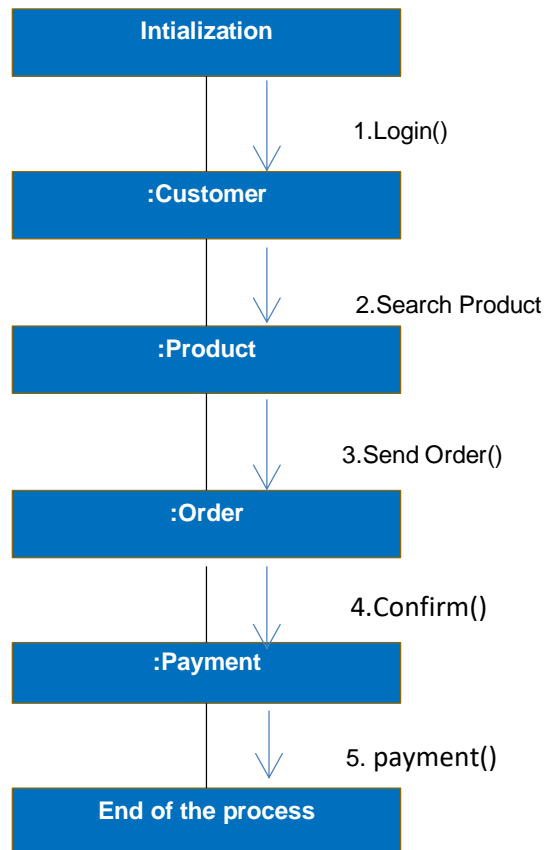 Intialization
1.Login()
:Customer
2.Search Product
:Product
3.Send Order()
:Order
4.Confirm()
:Payment
5. payment()
End of the process